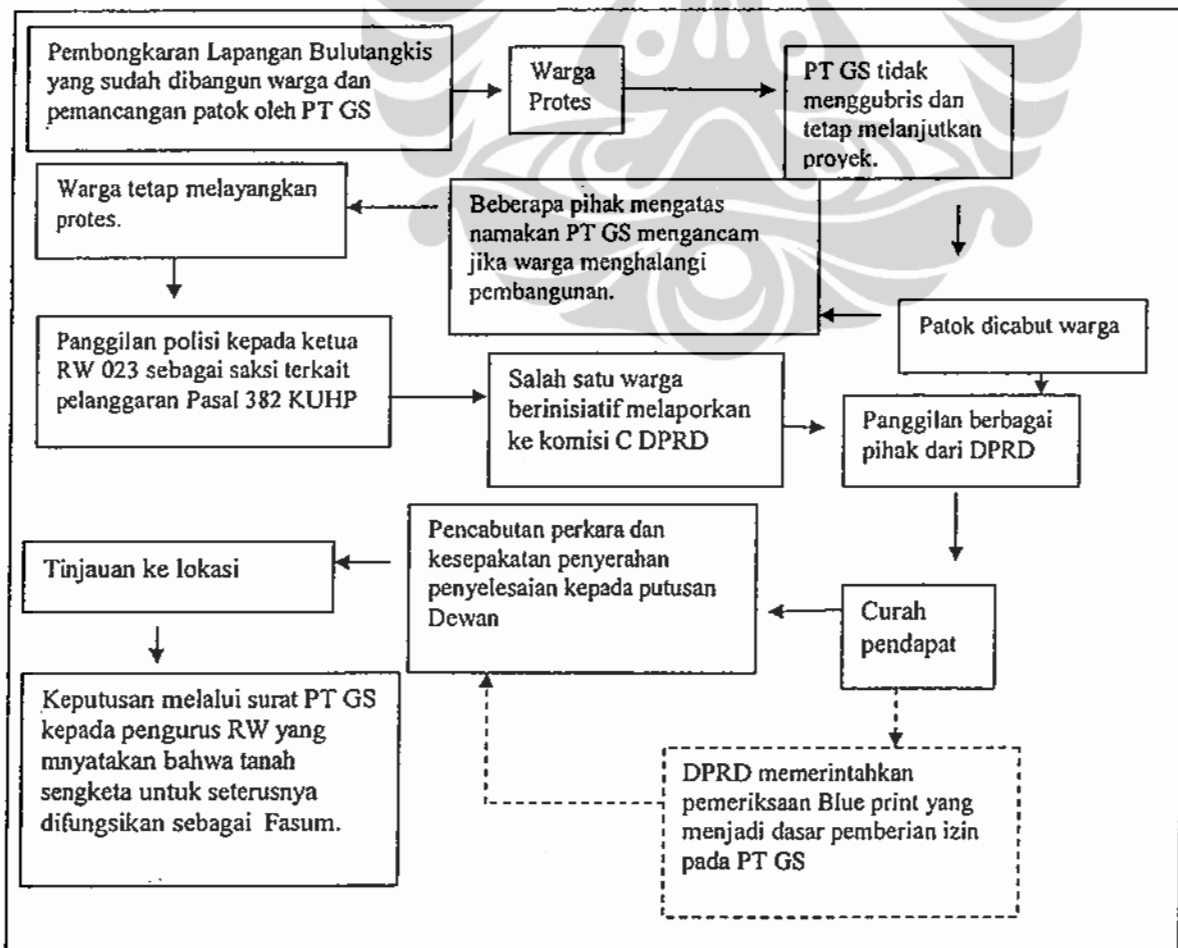 Pembongkaran Lapangan Bulutangkis
yang sudah dibangun warga dan
pemancangan patok oleh PT GS
Warga
Protes
PT GS tidak
menggubris dan
tetap melanjutkan
proyek.
Patok dicabut warga
Beberapa pihak mengatas
namakan PT GS mengancam
jika warga menghalangi
pembangunan.
Warga tetap melayangkan
protes.
Panggilan polisi kepada ketua
RW 023 sebagai saksi terkait
pelanggaran Pasal 382 KUHP
Salah satu warga
berinisiatif melaporkan
ke komisi C DPRD
Panggilan berbagai
pihak dari DPRD
Curah
pendapat
DPRD memerintahkan
pemeriksaan Blue print yang
menjadi dasar pemberian izin
pada PT GS
Pencabutan perkara dan
kesepakatan penyerahan
penyelesaian kepada putusan
Dewan
Tinjauan ke lokasi
Keputusan melalui surat PT GS
kepada pengurus RW yang
mnyatakan bahwa tanah
sengketa untuk seterusnya
difungsikan sebagai Fasum.